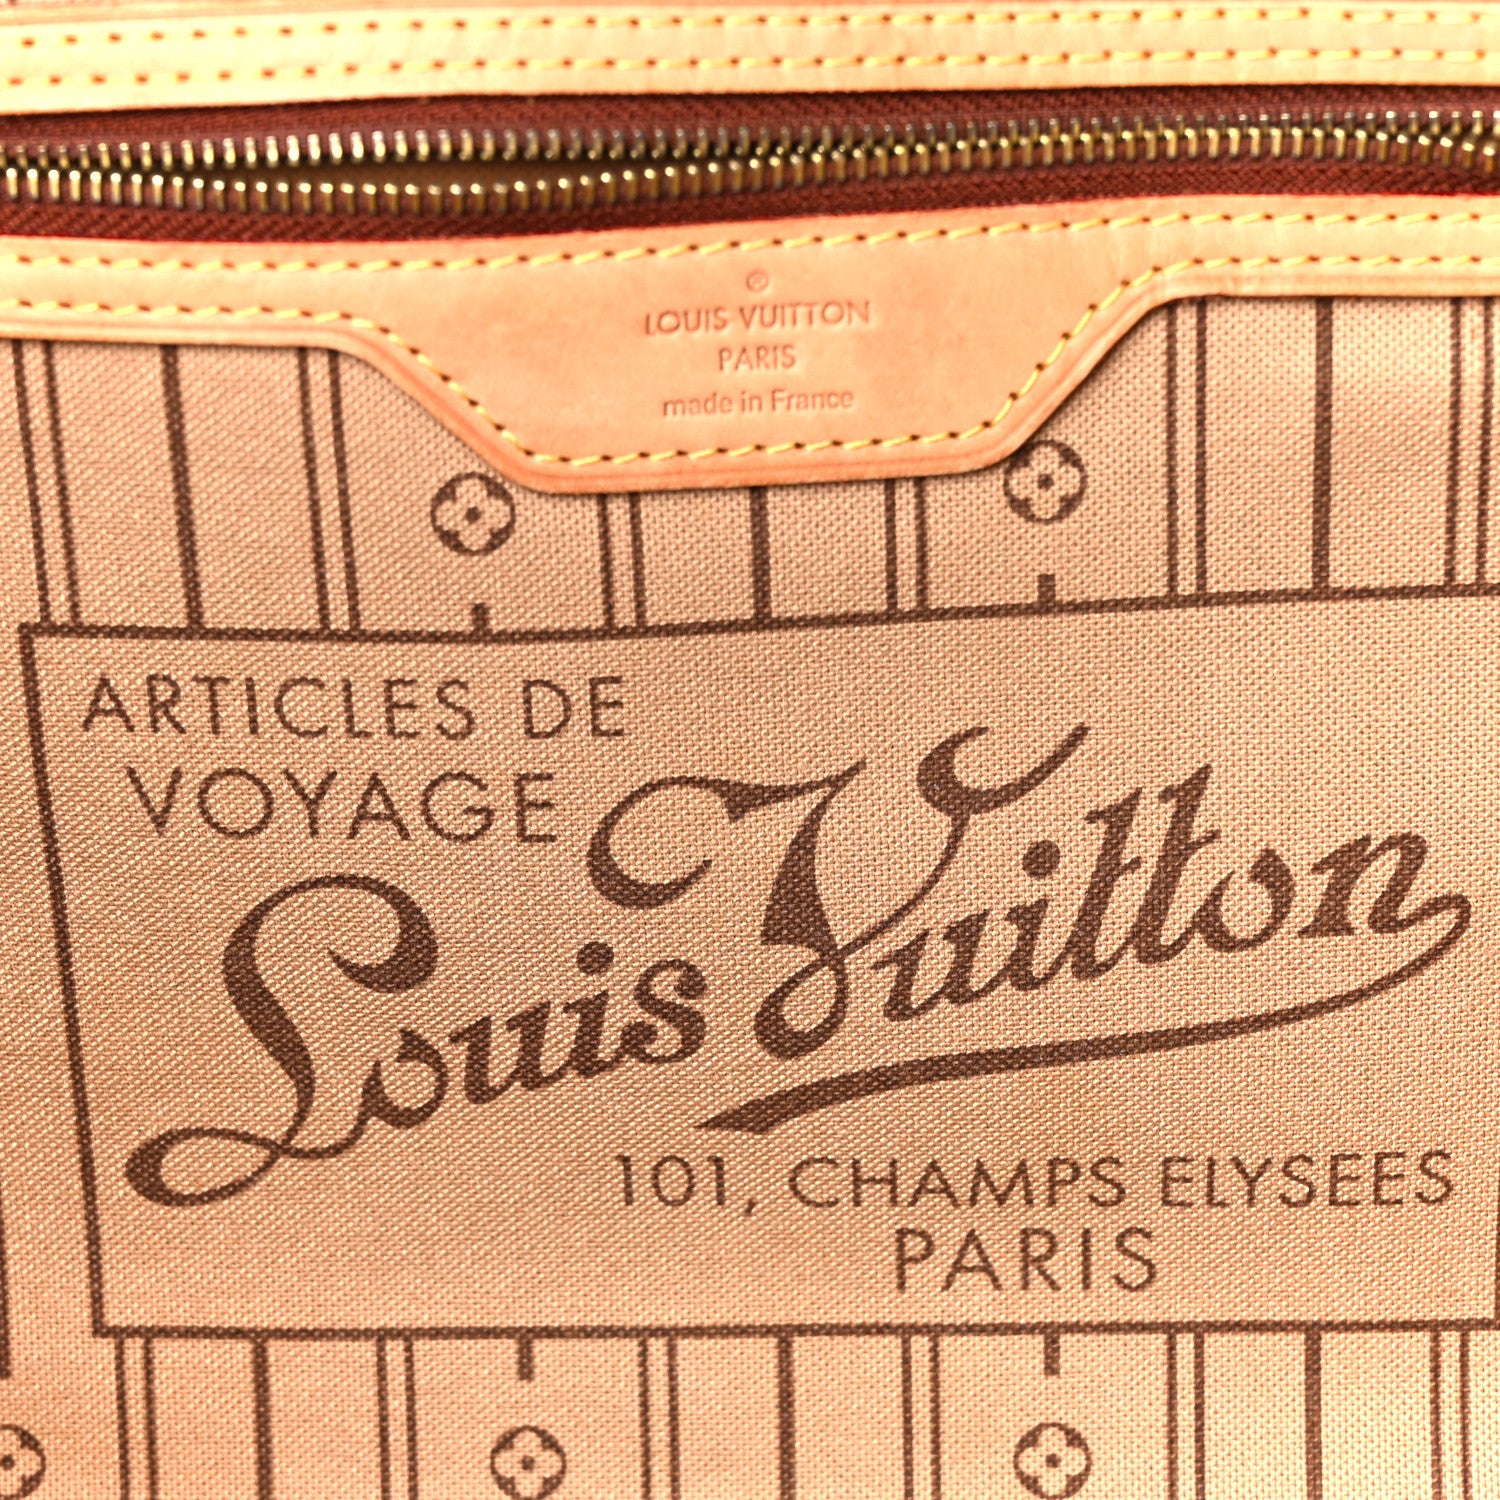 ®
LOUIS VUITTON
PARIS
made in France
ARTICLES DE
VOYAGE
Louis Vuitton
101, CHAMPS ELYSEES
PARIS